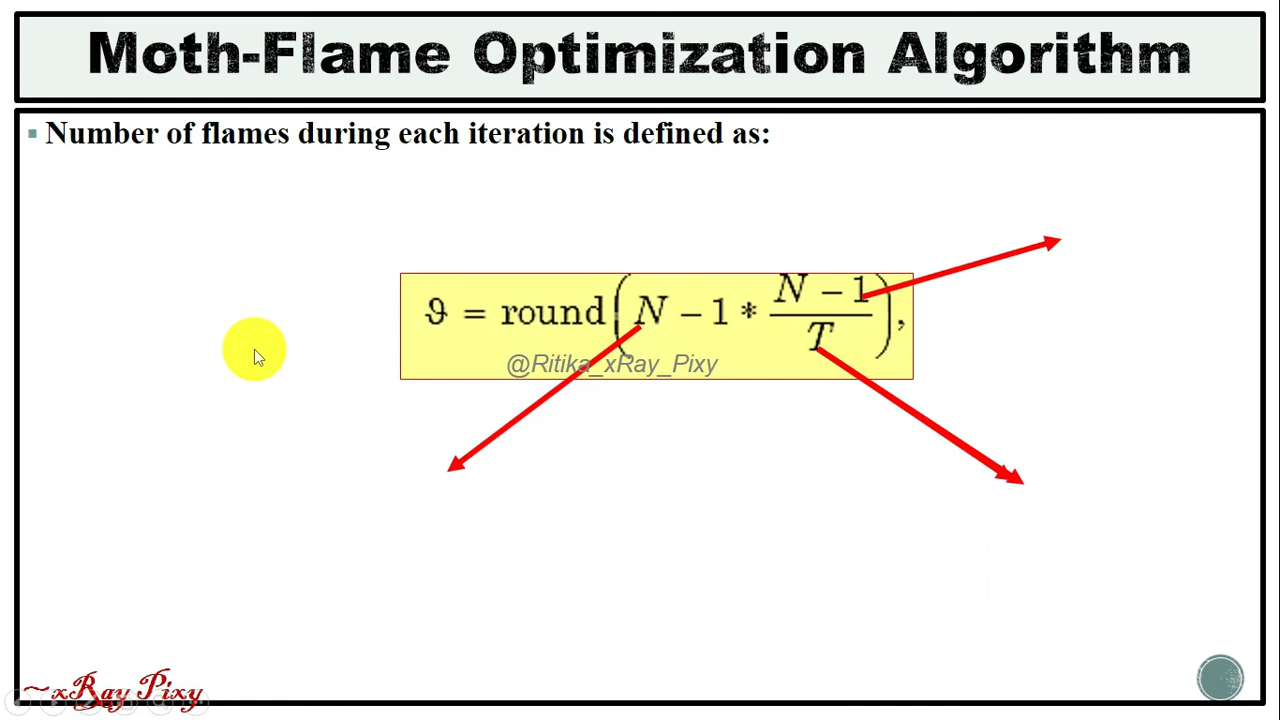 Moth-Flame Optimization Algorithm
Number of flames during each iteration is defined as:
ϑ = round(N − 1 * (N − 1)/T),
@Ritika_xRay_Pixy
~xRay Pixy